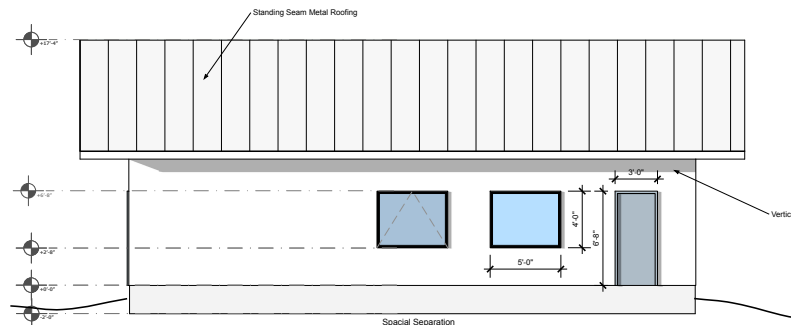 Standing Seam Metal Roofing
+17'-4"
3'-0"
4'-0"
6'-8"
Vertic
+2'-8"
5'-0"
+0'-0"
-2'-0"
Spacial Separation